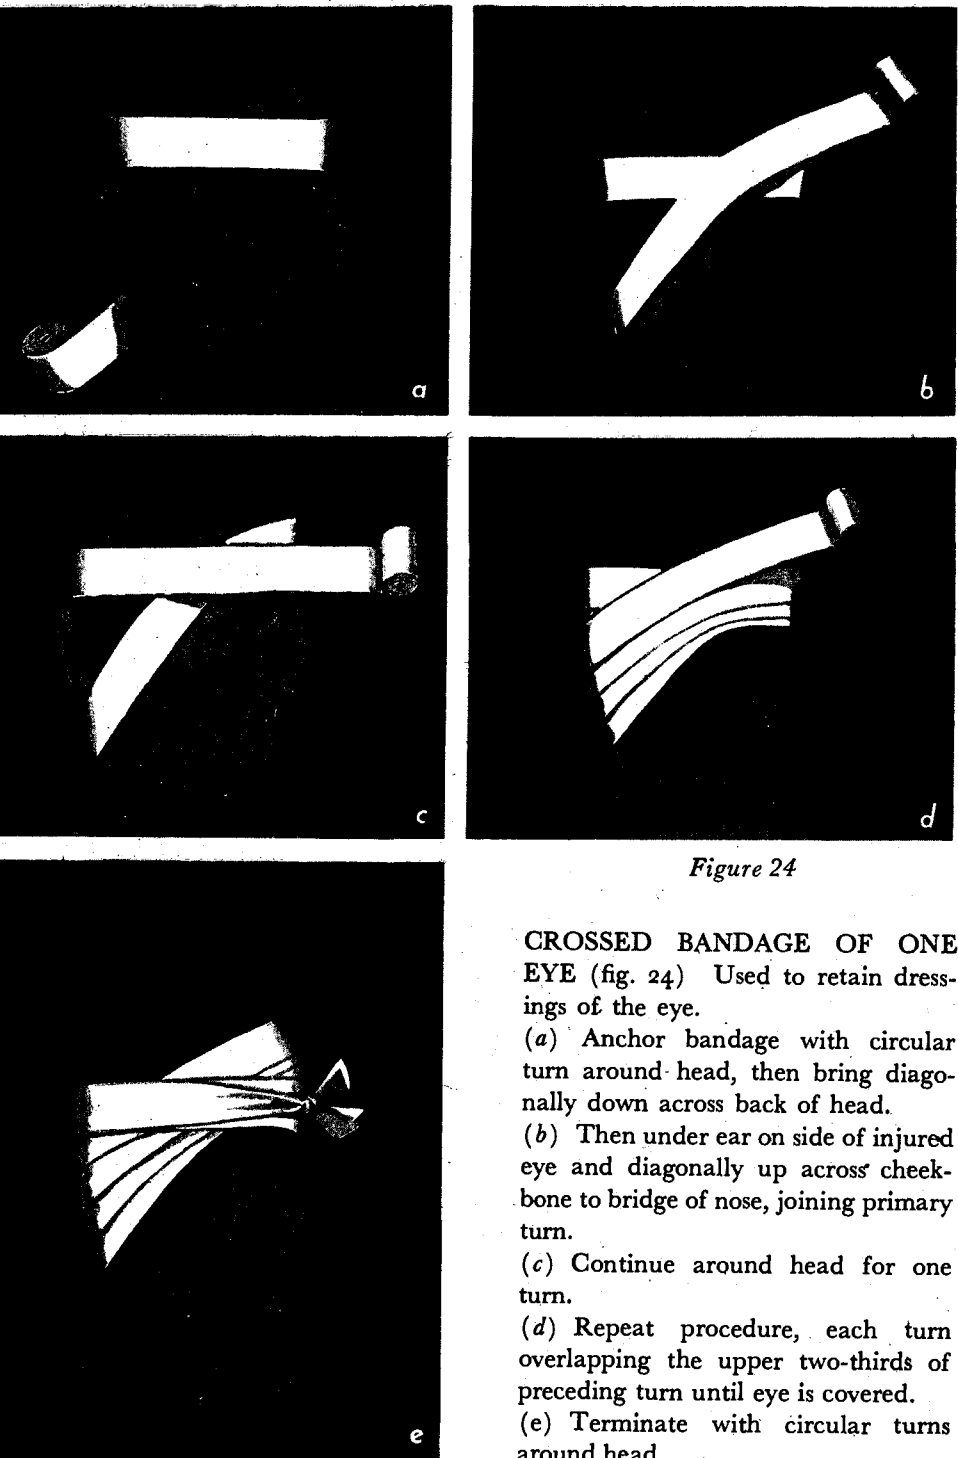 a
b
c
d
Figure 24
CROSSED BANDAGE OF ONE
EYE (fig. 24) Used to retain dress-
ings of the eye.
(a) Anchor bandage with circular
turn around head, then bring diago-
nally down across back of head.
(b) Then under ear on side of injured
eye and diagonally up across cheek-
bone to bridge of nose, joining primary
turn.
(c) Continue around head for one
turn.
(d) Repeat procedure, each turn
overlapping the upper two-thirds of
preceding turn until eye is covered.
(e) Terminate with circular turns
around head
e